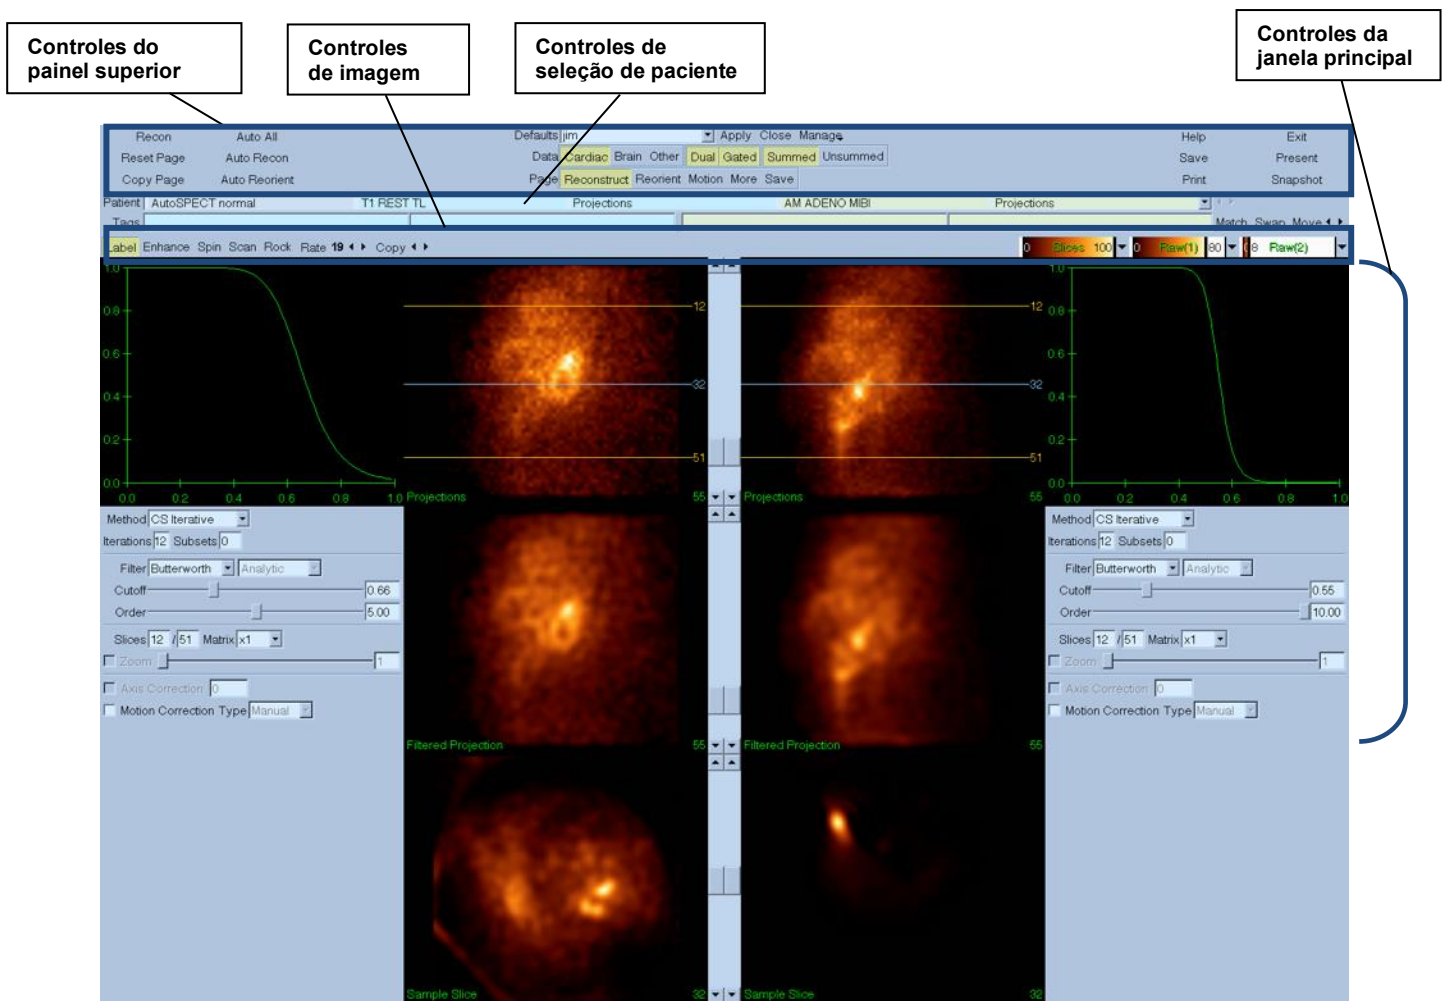 Controles do
painel superior
Controles
de imagem
Controles de
seleção de paciente
Controles da
janela principal
Recon Auto All Defaults jim Apply Close Manage Help Exit
Reset Page Auto Recon Data Cardiac Brain Other Dual Gated Summed Unsummed Save Present
Copy Page Auto Reorient Page Reconstruct Reorient Motion More Save Print Snapshot
Patient AutoSPECT normal T1 REST TL Projections AM ADENO MIBI Projections
Tags Match Swap Move
Label Enhance Spin Scan Rock Rate 19 Copy 0 Slices 100 0 Raw(1) 80 8 Raw(2)
1.0 12 12 1.0
0.8 0.8
0.6 0.6
32 32
0.4 0.4
0.2 0.2
51 51
0.0 0.0
0.0 0.2 0.4 0.6 0.8 1.0 Projections 55 Projections 55 0.0 0.2 0.4 0.6 0.8 1.0
Method CS Iterative Method CS Iterative
Iterations 12 Subsets 0 Iterations 12 Subsets 0
Filter Butterworth Analytic Filter Butterworth Analytic
Cutoff 0.66 Cutoff 0.55
Order 5.00 Order 10.00
Slices 12 / 51 Matrix x1 Slices 12 / 51 Matrix x1
Zoom 1 Zoom 1
Axis Correction 0 Axis Correction 0
Motion Correction Type Manual Motion Correction Type Manual
Filtered Projection 55 Filtered Projection 55
Sample Slice 32 Sample Slice 32